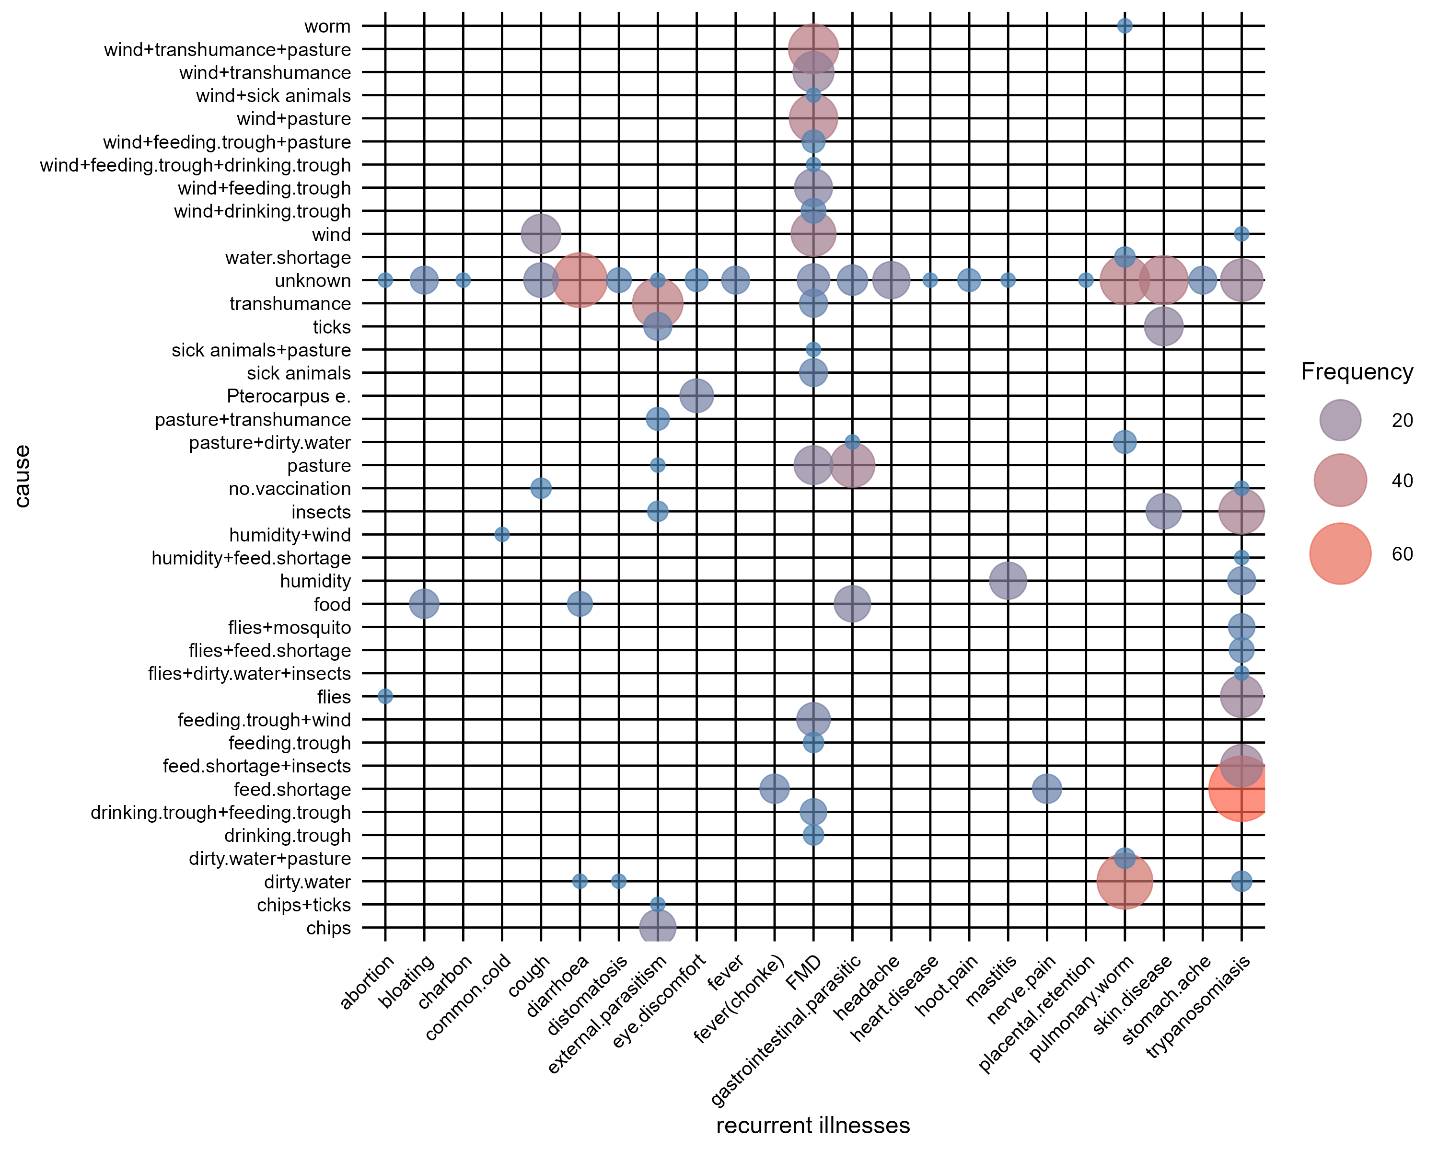 worm
wind+transhumance+pasture
wind+transhumance
wind+sick animals
wind+pasture
wind+feeding.trough+pasture
wind+feeding.trough+drinking.trough
wind+feeding.trough
wind+drinking.trough
wind
water.shortage
unknown
transhumance
ticks
sick animals+pasture
sick animals
Pterocarpus e.
pasture+transhumance
pasture+dirty.water
pasture
no.vaccination
insects
humidity+wind
humidity+feed.shortage
humidity
food
flies+mosquito
flies+feed.shortage
flies+dirty.water+insects
flies
feeding.trough+wind
feeding.trough
feed.shortage+insects
feed.shortage
drinking.trough+feeding.trough
drinking.trough
dirty.water+pasture
dirty.water
chips+ticks
chips
cause
abortion
bloating
charbon
common.cold
cough
diarrhoea
distomatosis
external.parasitism
eye.discomfort
fever
fever(chonke)
FMD
gastrointestinal.parasitic
headache
heart.disease
hoot.pain
mastitis
nerve.pain
placental.retention
pulmonary.worm
skin.disease
stomach.ache
trypanosomiasis
recurrent illnesses
Frequency
20
40
60